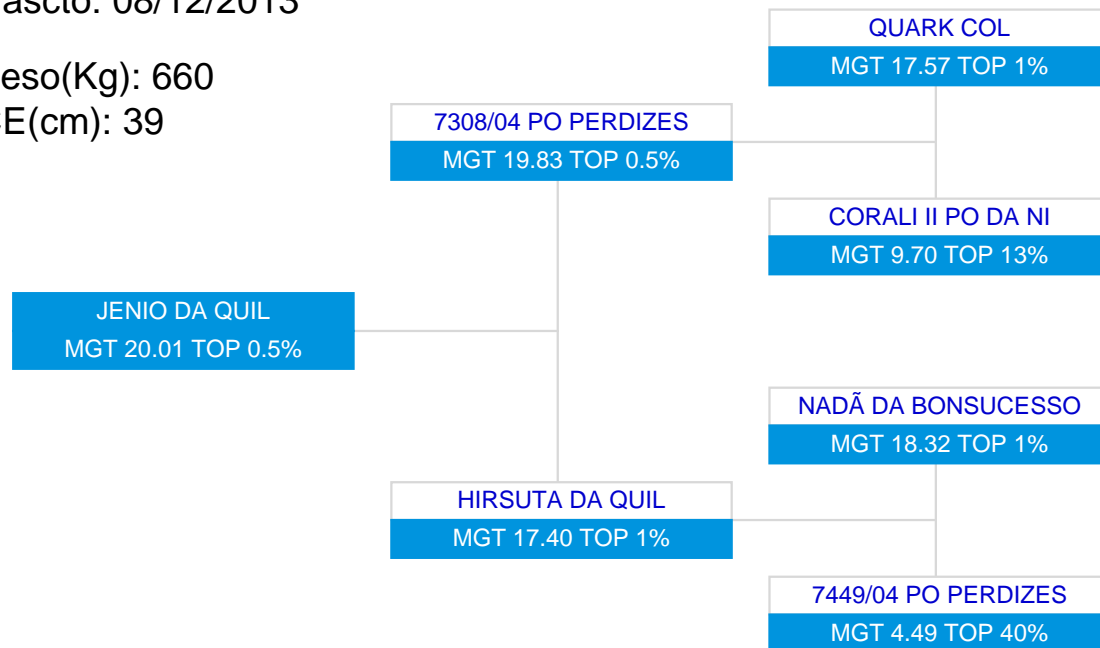 ascto: 08/12/2013
eso(Kg): 660
E(cm): 39
QUARK COL
MGT 17.57 TOP 1%
7308/04 PO PERDIZES
MGT 19.83 TOP 0.5%
CORALI II PO DA NI
MGT 9.70 TOP 13%
JENIO DA QUIL
MGT 20.01 TOP 0.5%
NADÃ DA BONSUCESSO
MGT 18.32 TOP 1%
HIRSUTA DA QUIL
MGT 17.40 TOP 1%
7449/04 PO PERDIZES
MGT 4.49 TOP 40%